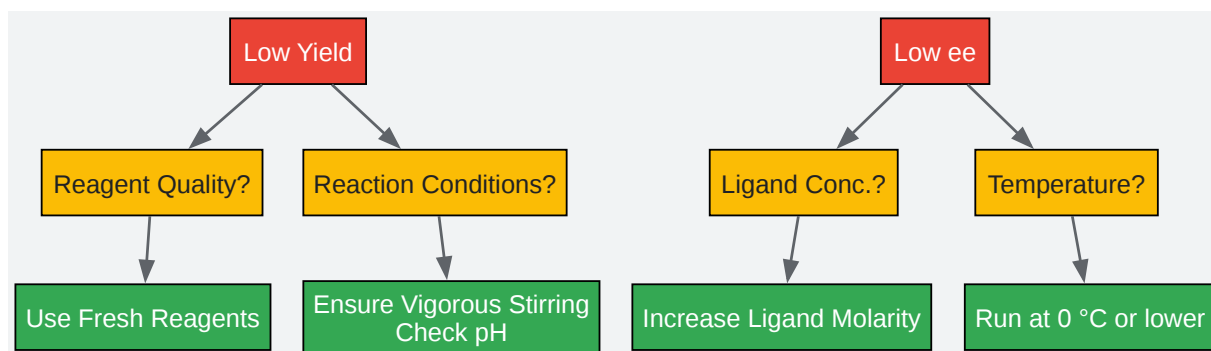 Low Yield
Low ee
Reagent Quality?
Reaction Conditions?
Ligand Conc.?
Temperature?
Use Fresh Reagents
Ensure Vigorous Stirring
Check pH
Increase Ligand Molarity
Run at 0 °C or lower